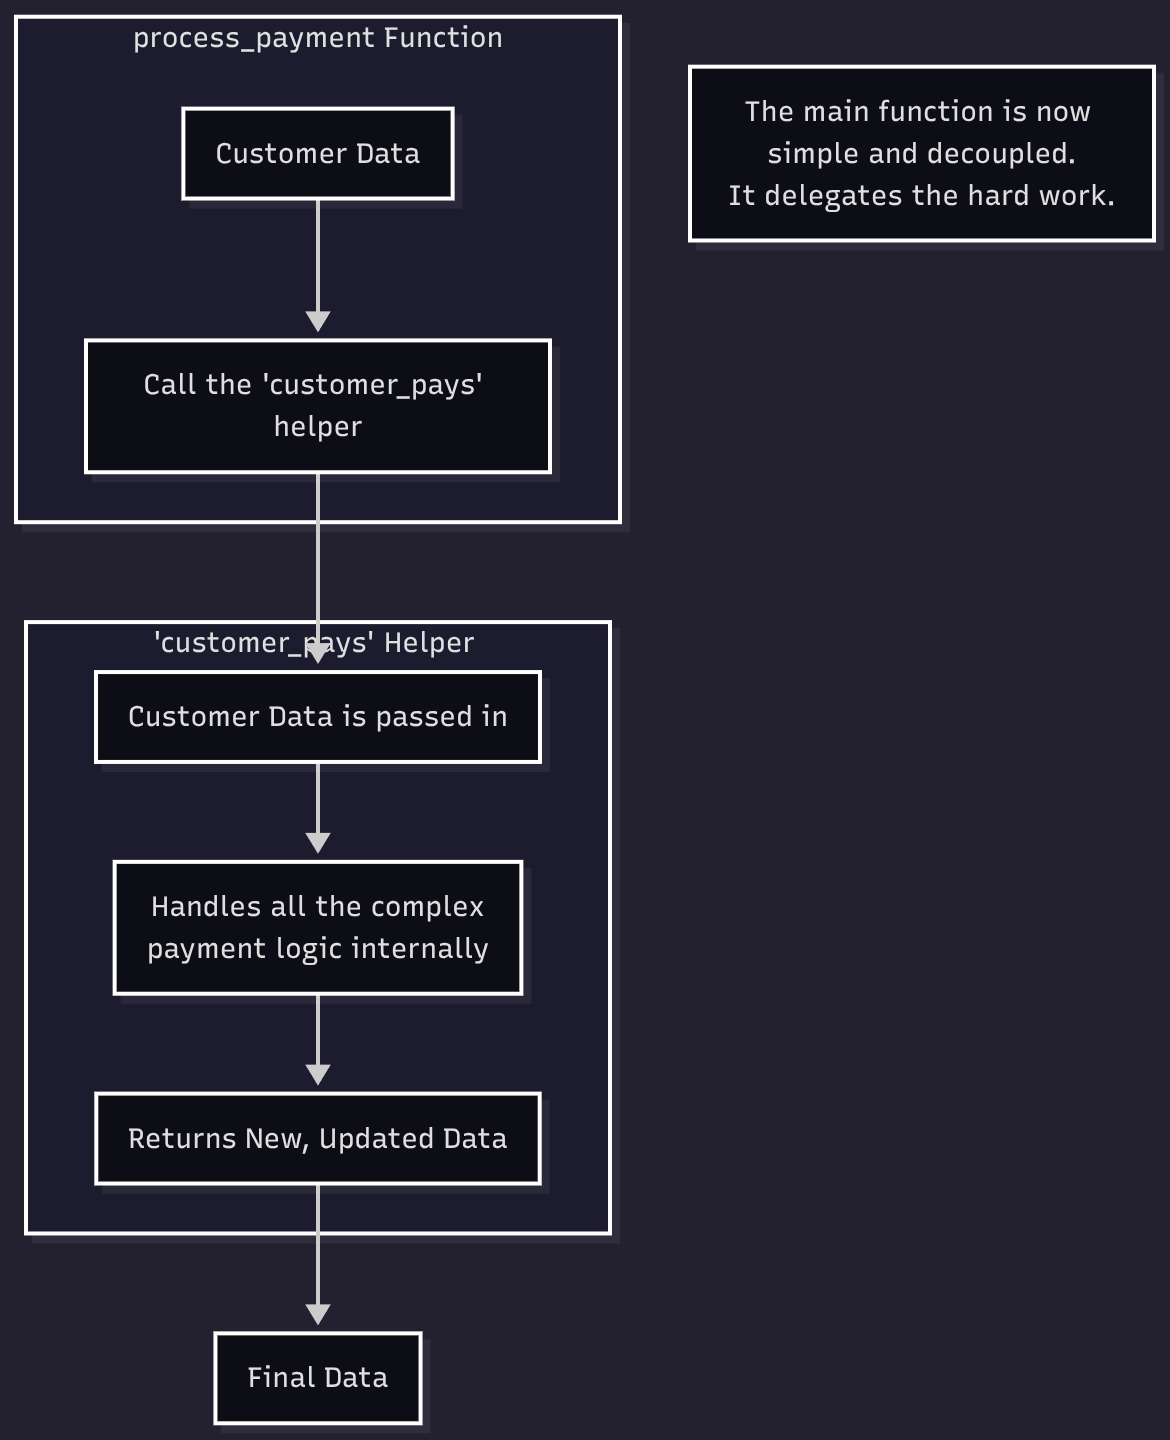 process_payment Function
Customer Data
The main function is now
simple and decoupled.
It delegates the hard work.
Call the 'customer_pays'
helper
'customer_pays' Helper
Customer Data is passed in
Handles all the complex
payment logic internally
Returns New, Updated Data
Final Data